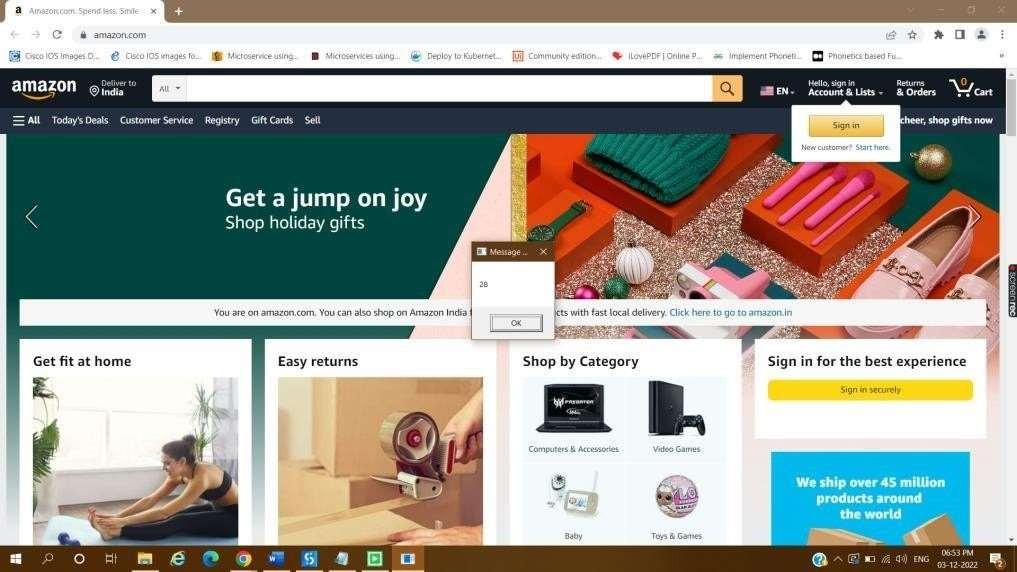 Amazon.com. Spend less. Smile
amazon.com
Cisco IOS Images D...
Cisco IOS images fo...
Microservice using...
Microservices using...
Deploy to Kubernet...
Community edition...
iLovePDF | Online P...
Implement Phoneti...
Phonetics based Fu...
amazon
Deliver to
India
All
EN
Hello, sign in
Account & Lists
Returns
& Orders
0
Cart
All
Today's Deals
Customer Service
Registry
Gift Cards
Sell
cheer, shop gifts now
Sign in
New customer? Start here.
Get a jump on joy
Shop holiday gifts
Message ...
28
OK
You are on amazon.com. You can also shop on Amazon India
cts with fast local delivery. Click here to go to amazon.in
screenrec
Get fit at home
Easy returns
Shop by Category
Sign in for the best experience
Sign in securely
PREDATOR
Computers & Accessories
Video Games
Baby
Toys & Games
We ship over 45 million
products around
the world
ENG
06:53 PM
03-12-2022
2